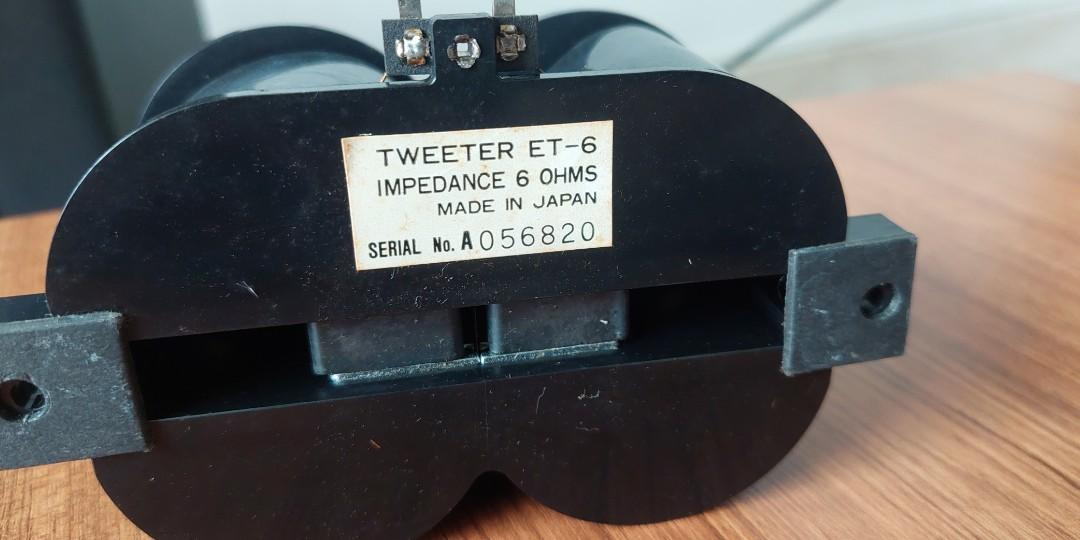 TWEETER ET-6
IMPEDANCE 6 OHMS
MADE IN JAPAN
SERIAL No. A056820